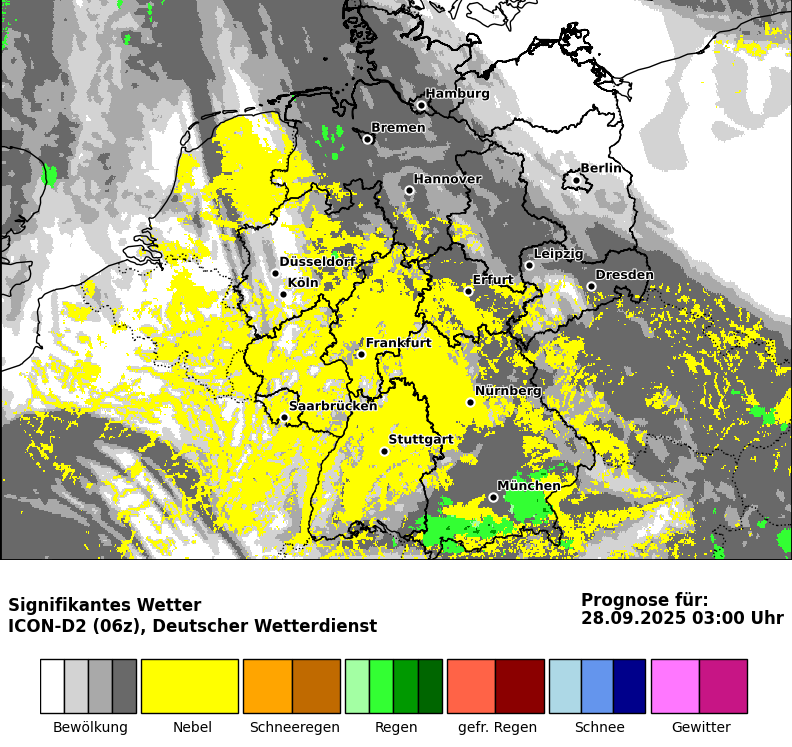 Hamburg
Bremen
Berlin
Hannover
Leipzig
Düsseldorf
Dresden
Erfurt
Köln
Frankfurt
Nürnberg
Saarbrücken
Stuttgart
München
Signifikantes Wetter
ICON-D2 (06z), Deutscher Wetterdienst
Prognose für:
28.09.2025 03:00 Uhr
Bewölkung Nebel Schneeregen Regen gefr. Regen Schnee Gewitter